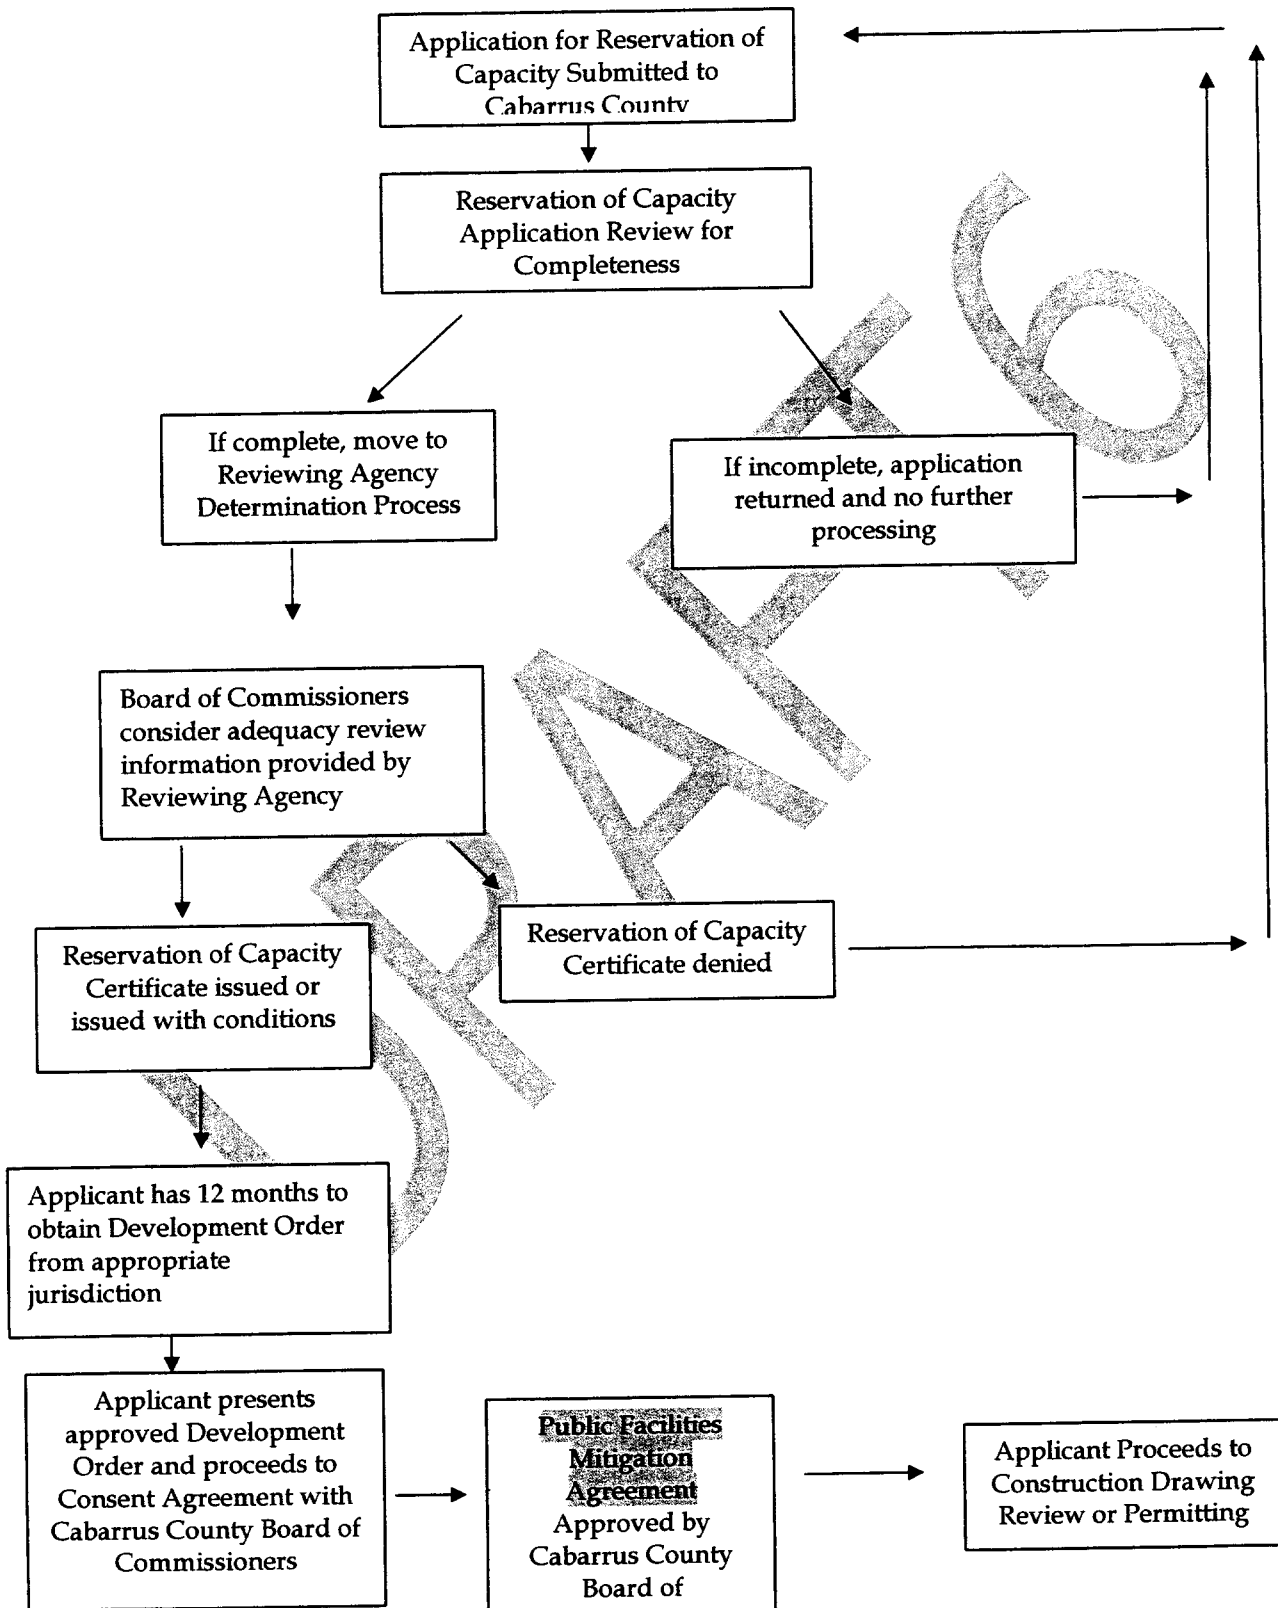 Application for Reservation of
Capacity Submitted to
Cabarrus County
Reservation of Capacity
Application Review for
Completeness
If complete, move to
Reviewing Agency
Determination Process
If incomplete, application
returned and no further
processing
Board of Commissioners
consider adequacy review
information provided by
Reviewing Agency
Reservation of Capacity
Certificate issued or
issued with conditions
Reservation of Capacity
Certificate denied
Applicant has 12 months to
obtain Development Order
from appropriate
jurisdiction
Applicant presents
approved Development
Order and proceeds to
Consent Agreement with
Cabarrus County Board of
Commissioners
Public Facilities
Mitigation
Agreement
Approved by
Cabarrus County
Board of
Applicant Proceeds to
Construction Drawing
Review or Permitting
DRAFT 6